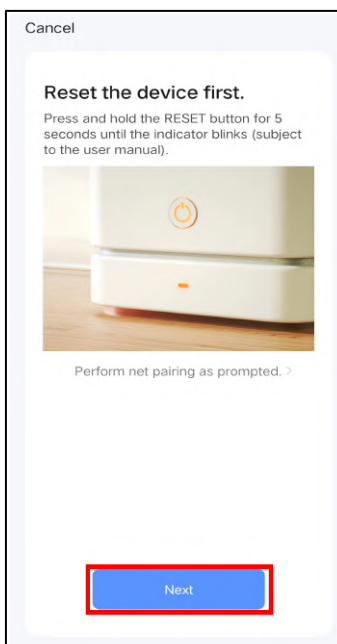 Cancel
Reset the device first.
Press and hold the RESET button for 5
seconds until the indicator blinks (subject
to the user manual).
Perform net pairing as prompted. >
Next